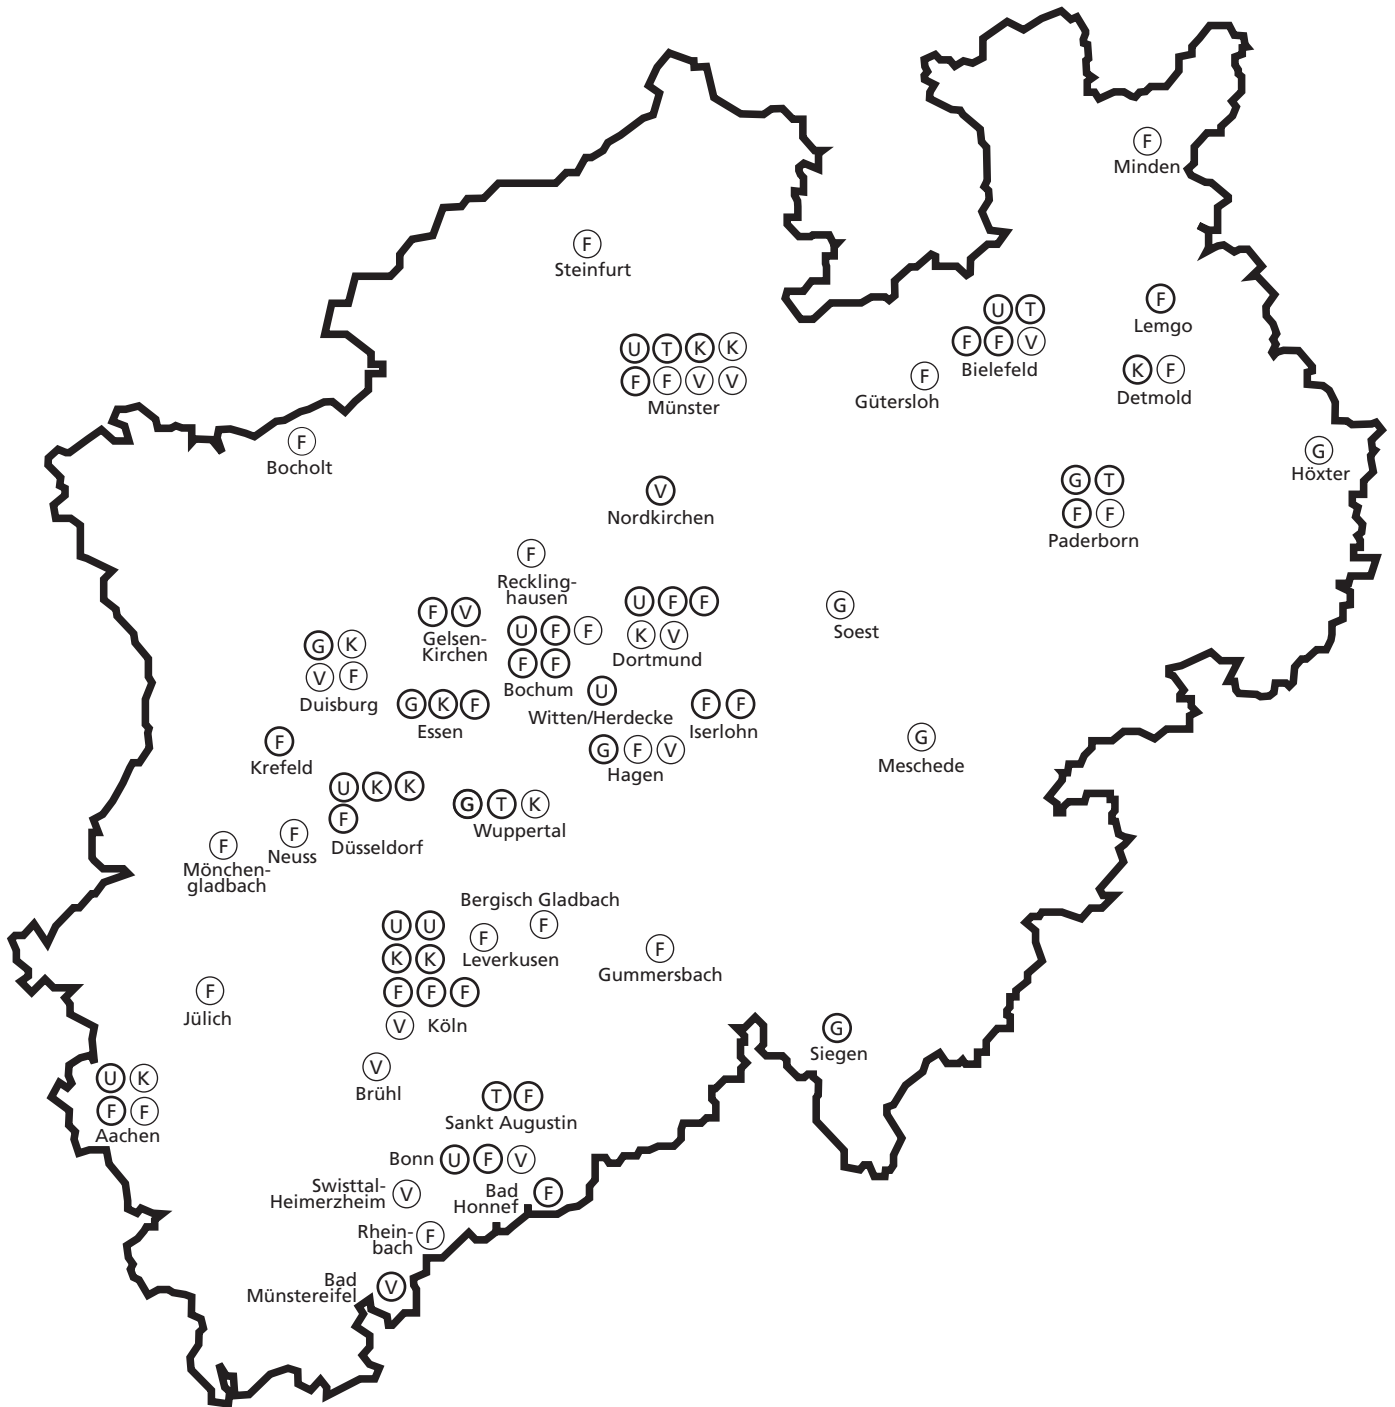 F
Minden
F
Steinfurt
F
Lemgo
U T
F F V
Bielefeld
U T K K
F F V V
Münster
F
Gütersloh
K F
Detmold
F
Bocholt
G
Höxter
V
Nordkirchen
G T
F F
Paderborn
F
Reckling-
hausen
F V
Gelsen-
Kirchen
U F F
F F
Bochum
U F F
K V
Dortmund
G
Soest
G K
V F
Duisburg
G K F
Essen
U
Witten/Herdecke
F F
Iserlohn
G F V
Hagen
G
Meschede
F
Krefeld
U K K
F
Düsseldorf
G T K
Wuppertal
F
Neuss
F
Mönchen-
gladbach
Bergisch Gladbach
F
F
Leverkusen
U U
K K
F F F
V Köln
F
Gummersbach
F
Jülich
G
Siegen
V
Brühl
U K
F F
Aachen
T F
Sankt Augustin
Bonn U F V
Swisttal-
Heimerzheim V
Bad
Honnef F
Rhein-
bach F
Bad
Münstereifel V